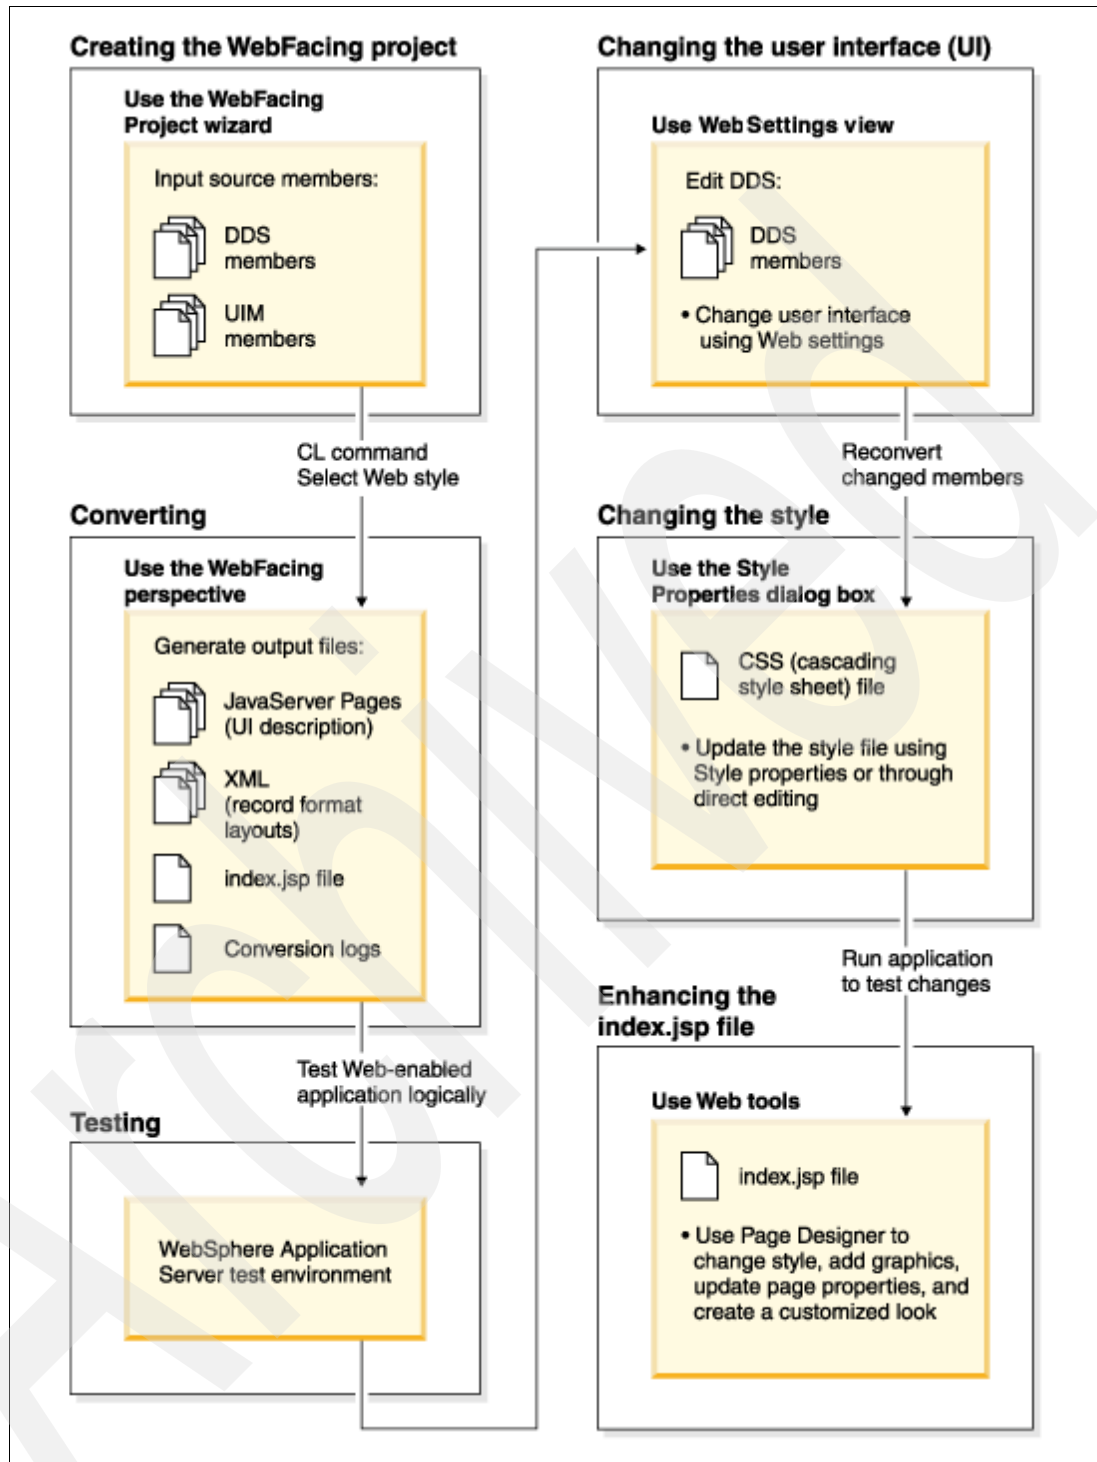 Creating the WebFacing project
Use the WebFacing
Project wizard
Input source members:
DDS
members
UIM
members
CL command
Select Web style
Converting
Use the WebFacing
perspective
Generate output files:
JavaServer Pages
(UI description)
XML
(record format
layouts)
index.jsp file
Conversion logs
Test Web-enabled
application logically
Testing
WebSphere Application
Server test environment
Changing the user interface (UI)
Use Web Settings view
Edit DDS:
DDS
members
• Change user interface
using Web settings
Reconvert
changed members
Changing the style
Use the Style
Properties dialog box
CSS (cascading
style sheet) file
• Update the style file using
Style properties or through
direct editing
Run application
to test changes
Enhancing the
index.jsp file
Use Web tools
index.jsp file
• Use Page Designer to
change style, add graphics,
update page properties, and
create a customized look
Archived